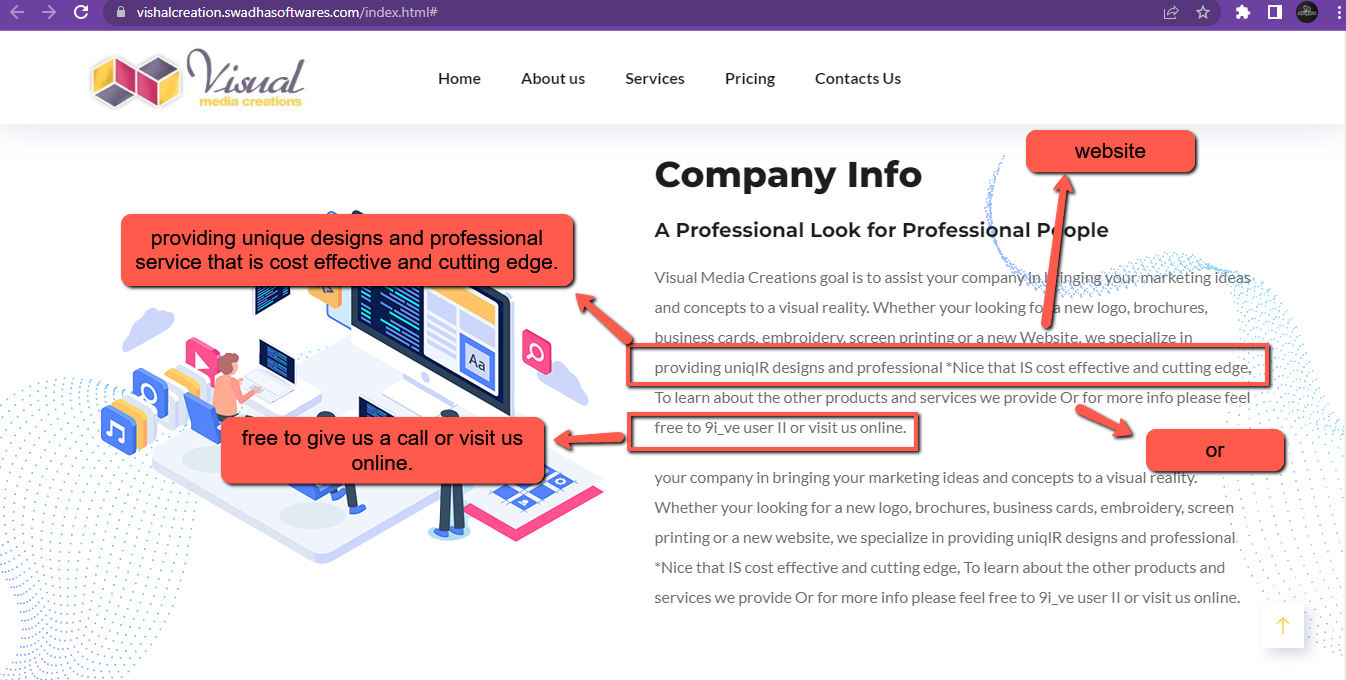 vishalcreation.swadhasoftwares.com/index.html#
Visual
media creations
Home About us Services Pricing Contacts Us
website
Company Info
A Professional Look for Professional People
providing unique designs and professional
service that is cost effective and cutting edge.
Visual Media Creations goal is to assist your company in bringing your marketing ideas
and concepts to a visual reality. Whether your looking for a new logo, brochures,
business cards, embroidery, screen printing or a new Website, we specialize in
providing uniqIR designs and professional *Nice that IS cost effective and cutting edge,
To learn about the other products and services we provide Or for more info please feel
free to 9i_ve user II or visit us online.
Aa
free to give us a call or visit us
online.
or
your company in bringing your marketing ideas and concepts to a visual reality.
Whether your looking for a new logo, brochures, business cards, embroidery, screen
printing or a new website, we specialize in providing uniqIR designs and professional
*Nice that IS cost effective and cutting edge, To learn about the other products and
services we provide Or for more info please feel free to 9i_ve user II or visit us online.